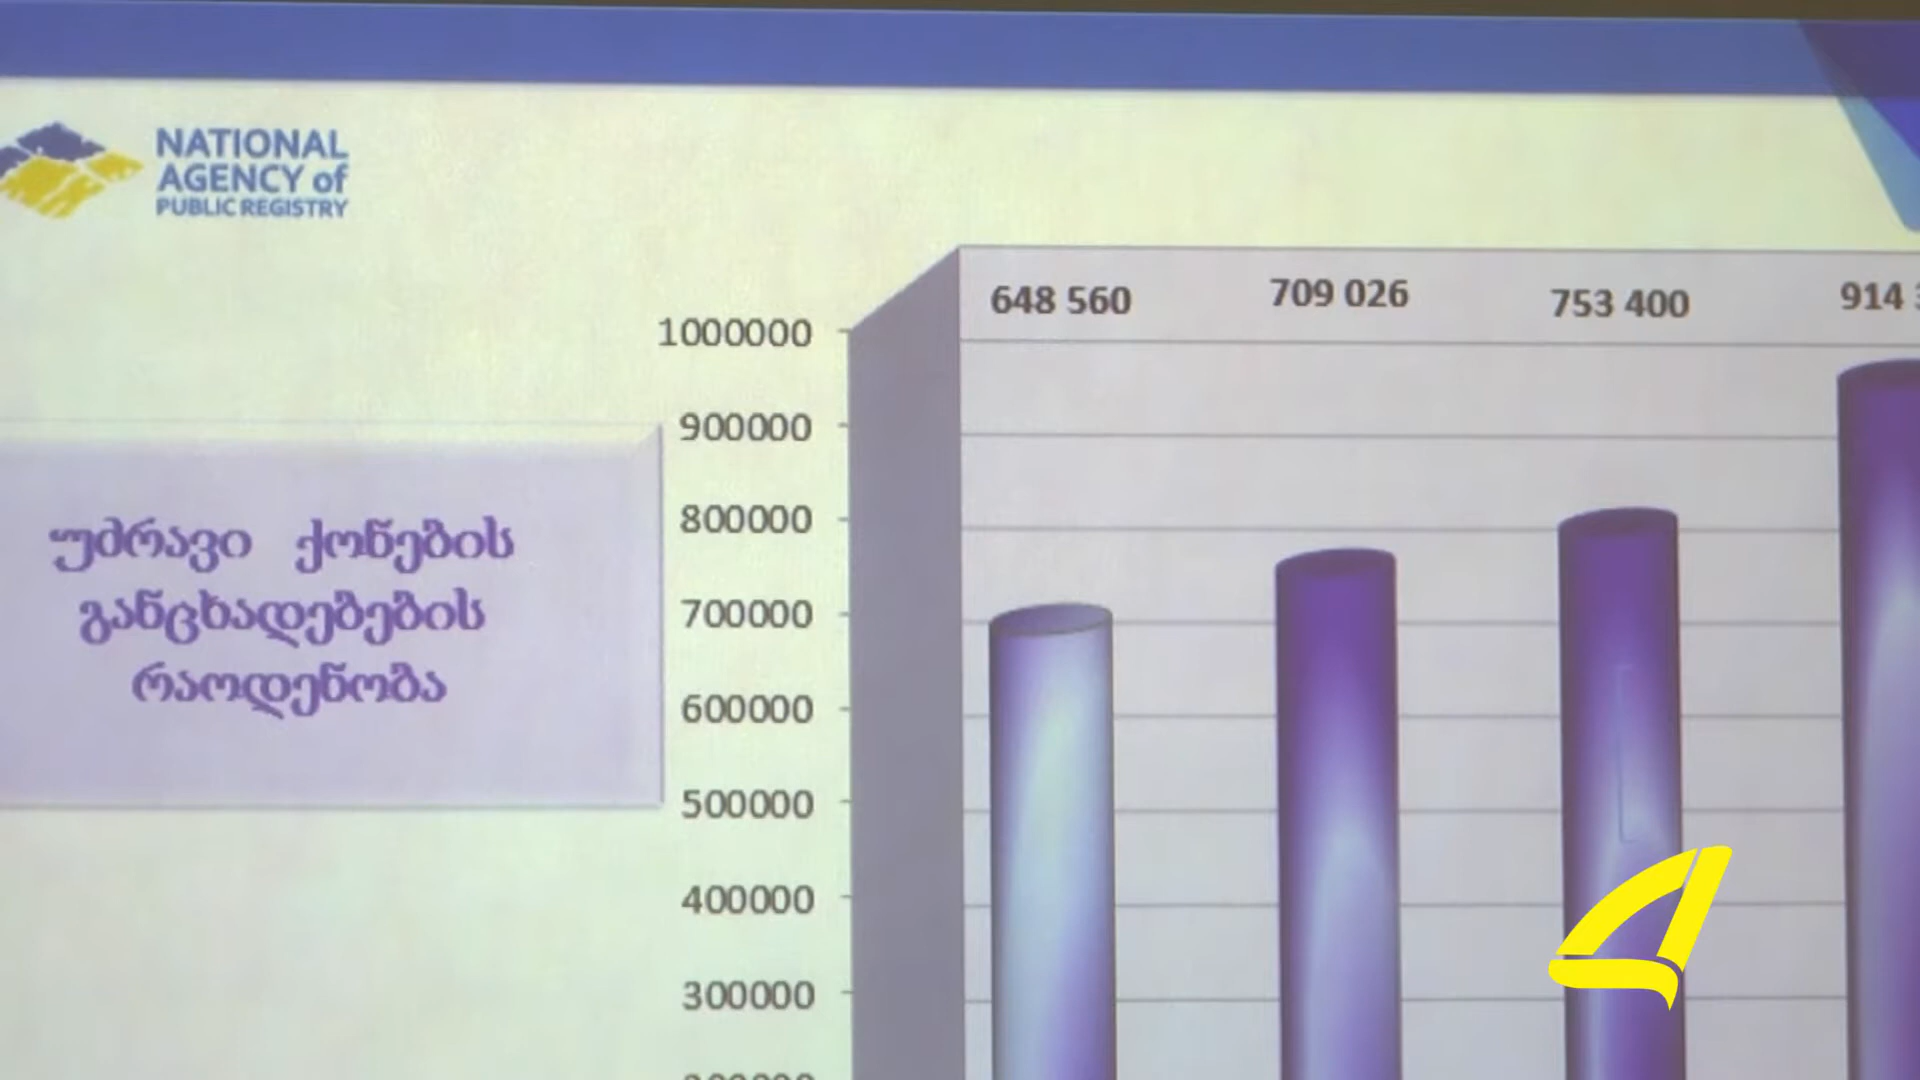 NATIONAL
AGENCY of
PUBLIC REGISTRY
648 560
709 026
753 400
914
1000000
900000
800000
700000
600000
500000
400000
300000
უძრავი ქონების
განცხადებების
რაოდენობა